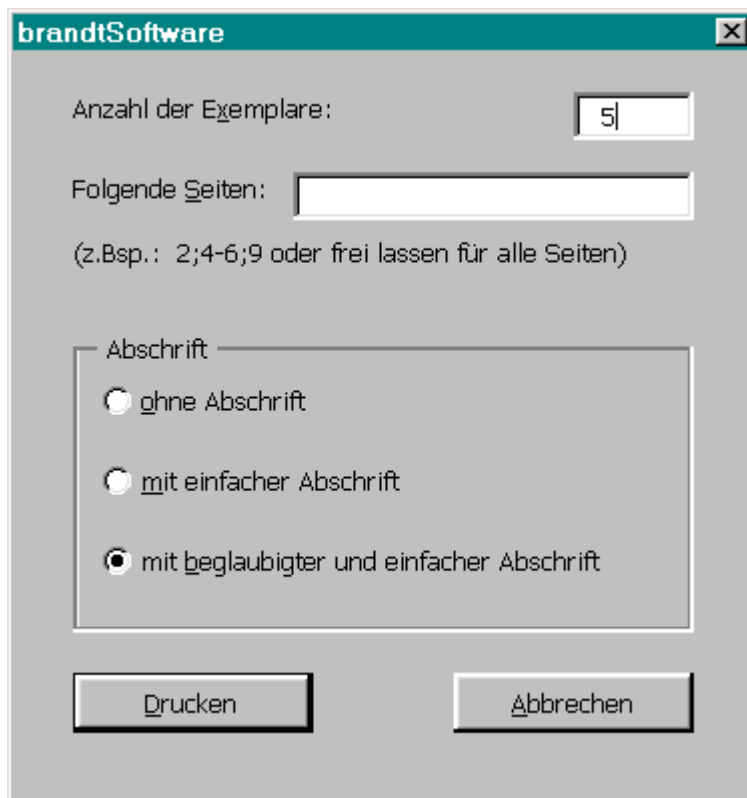 brandtSoftware
Anzahl der Exemplare: 5
Folgende Seiten:
(z.Bsp.: 2;4-6;9 oder frei lassen für alle Seiten)
Abschrift
ohne Abschrift
mit einfacher Abschrift
mit beglaubigter und einfacher Abschrift
Drucken Abbrechen